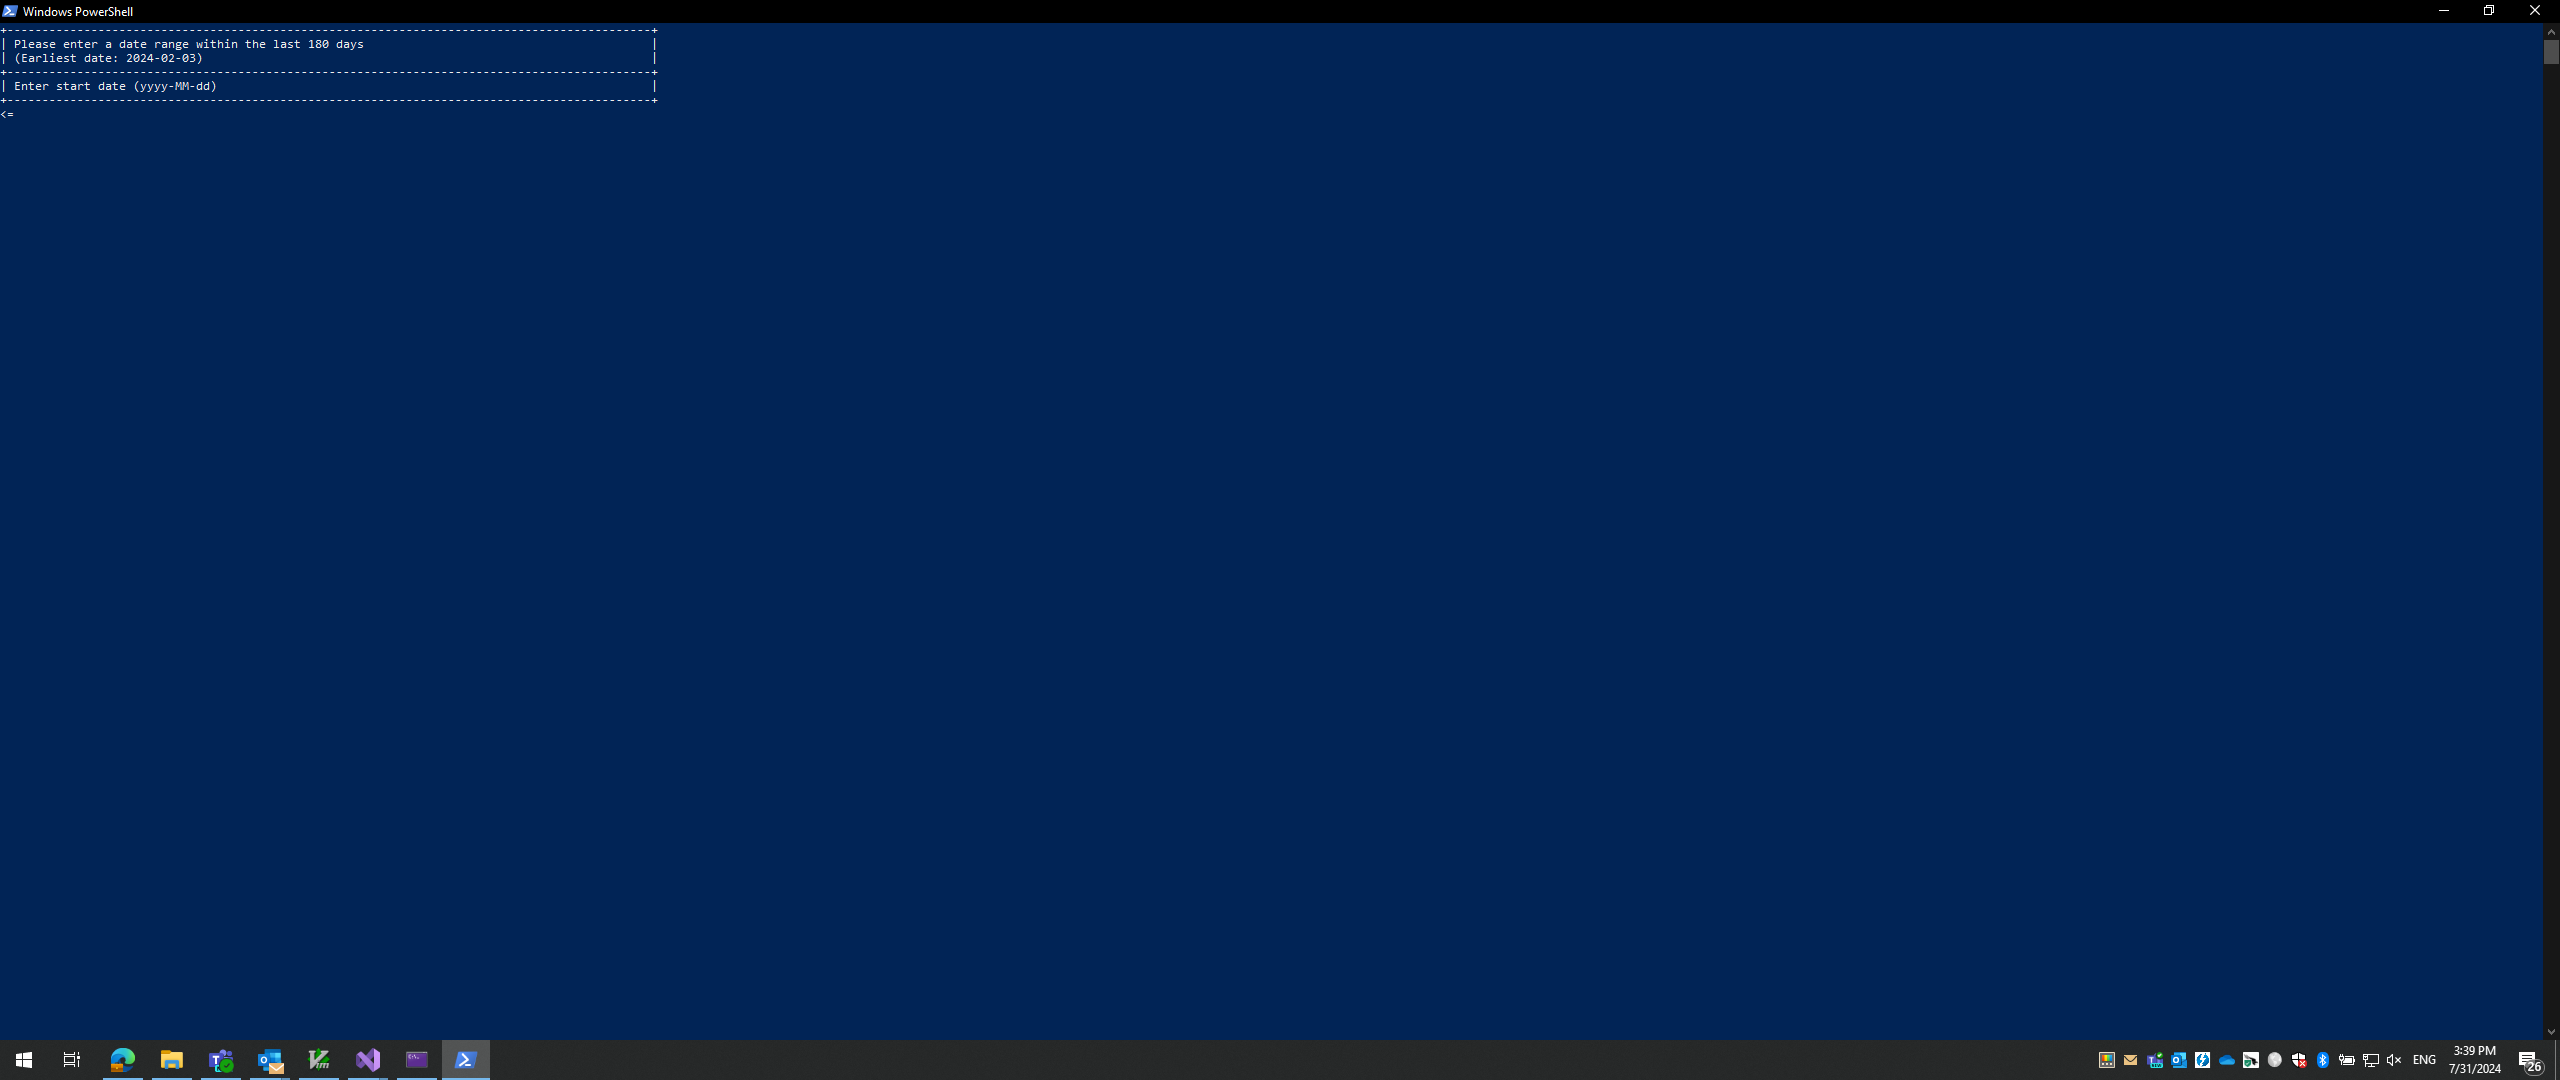 Windows PowerShell
+--------------------------------------------------------------------------------------------+
| Please enter a date range within the last 180 days                                         |
| (Earliest date: 2024-02-03)                                                                |
+--------------------------------------------------------------------------------------------+
| Enter start date (yyyy-MM-dd)                                                              |
+--------------------------------------------------------------------------------------------+
<=
ENG
3:39 PM
7/31/2024
26